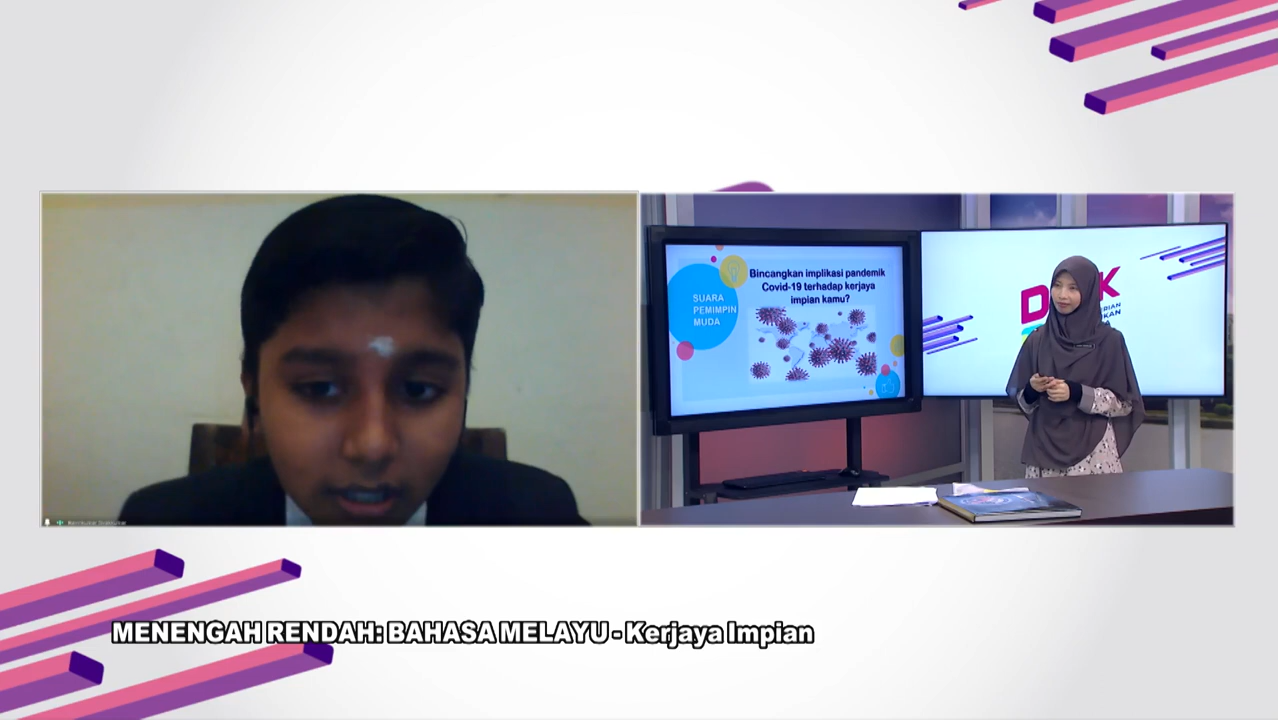 SUARA
PEMIMPIN
MUDA
Bincangkan implikasi pandemik
Covid-19 terhadap kerjaya
impian kamu?
MENENGAH RENDAH: BAHASA MELAYU - Kerjaya Impian